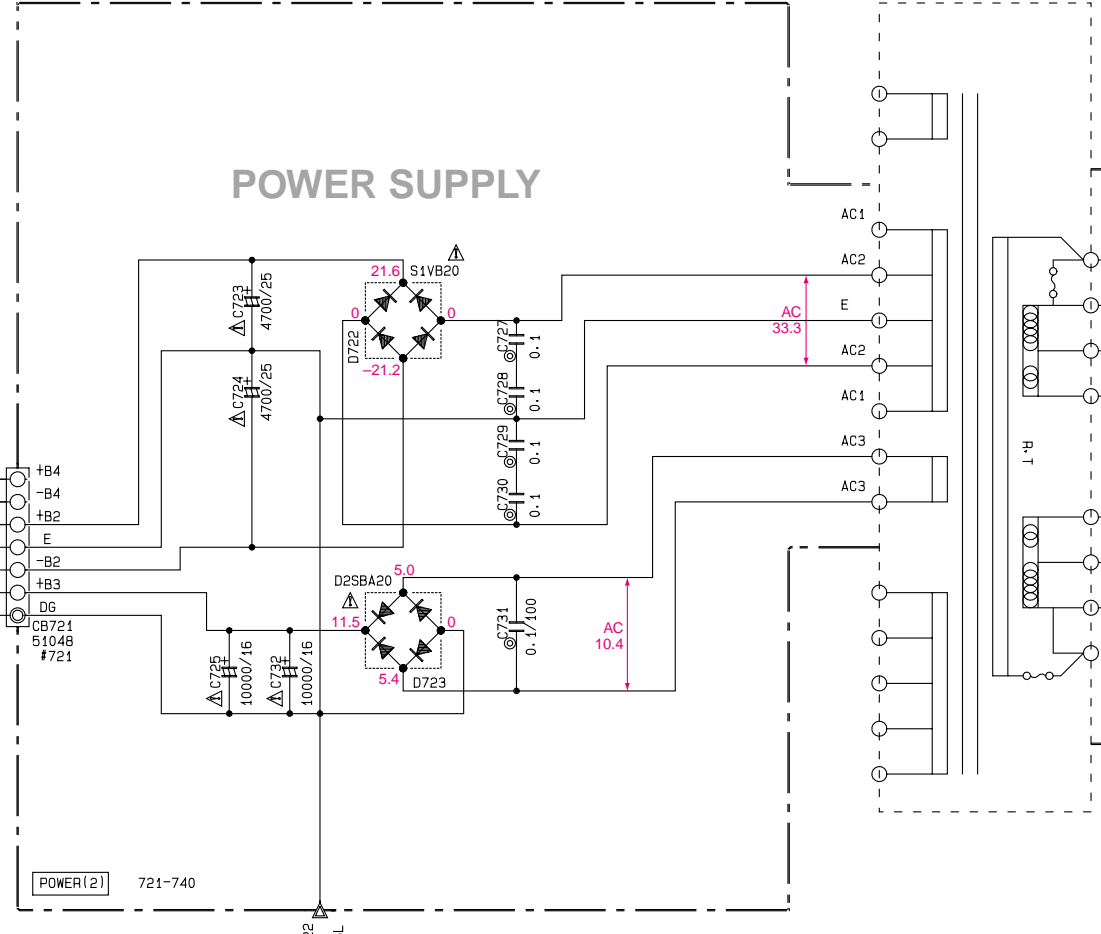 POWER SUPPLY
AC1
AC2
E
AC2
AC1
AC3
AC3
21.6
S1VB20
0
0
D722
−21.2
C723
4700/25
C724
4700/25
C727
0.1
C728
0.1
C729
0.1
C730
0.1
AC
33.3
R.T
+B4
-B4
+B2
E
-B2
+B3
DG
CB721
51048
#721
D2SBA20
5.0
11.5
0
5.4
D723
C725
10000/16
C732
10000/16
C731
0.1/100
AC
10.4
POWER(2)
721-740